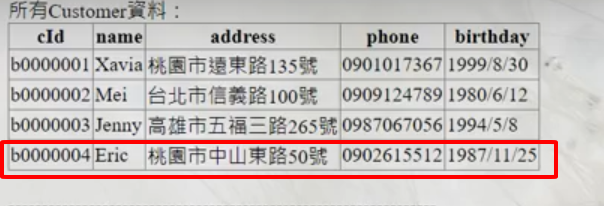 所有Customer資料：
cId name address phone birthday
b0000001 Xavia 桃園市遠東路135號 0901017367 1999/8/30
b0000002 Mei 台北市信義路100號 0909124789 1980/6/12
b0000003 Jenny 高雄市五福三路265號 0987067056 1994/5/8
b0000004 Eric 桃園市中山東路50號 0902615512 1987/11/25